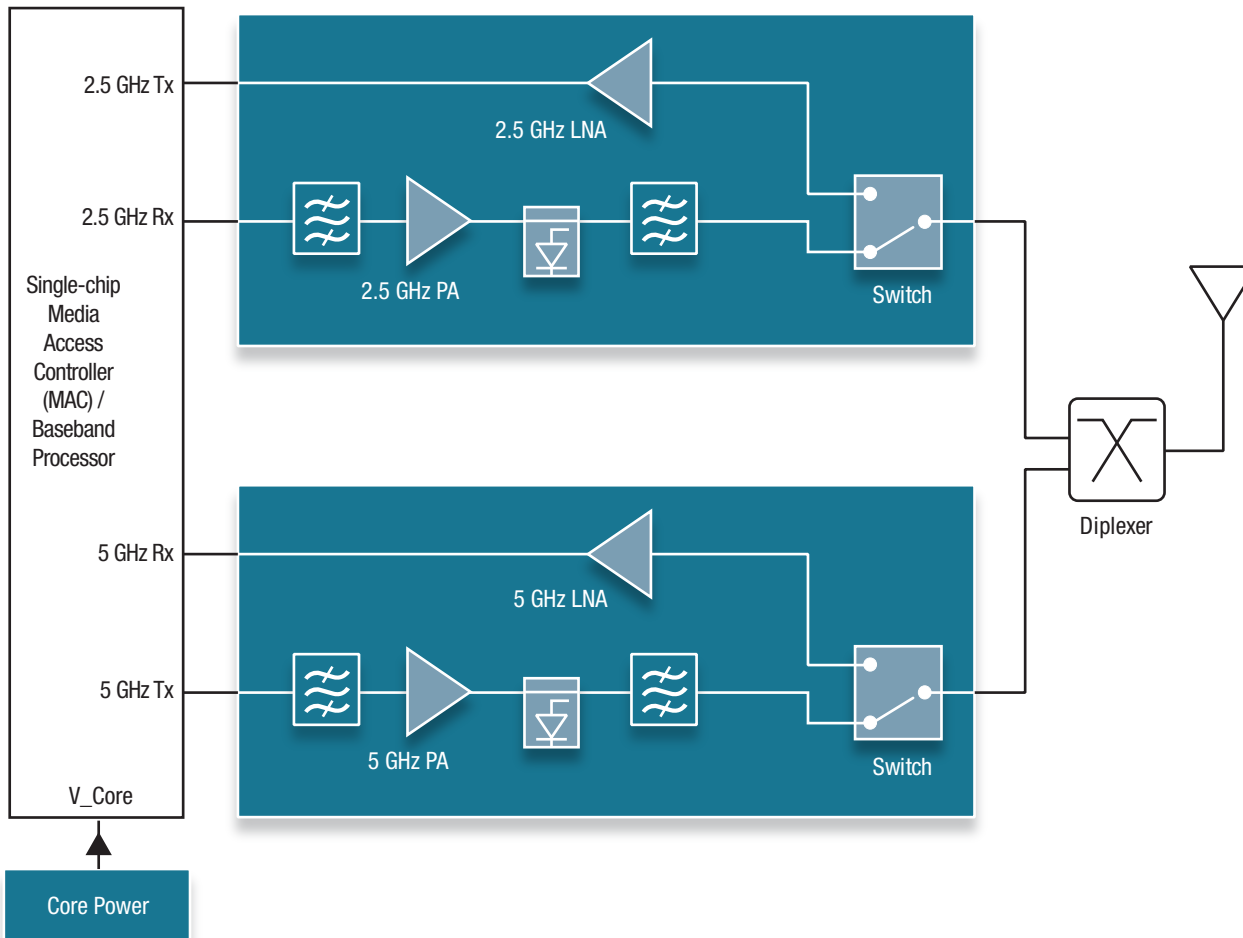 2.5 GHz Tx
2.5 GHz LNA
2.5 GHz Rx
2.5 GHz PA
Switch
Single-chip
Media
Access
Controller
(MAC) /
Baseband
Processor
Diplexer
5 GHz Rx
5 GHz LNA
5 GHz Tx
5 GHz PA
Switch
V_Core
Core Power